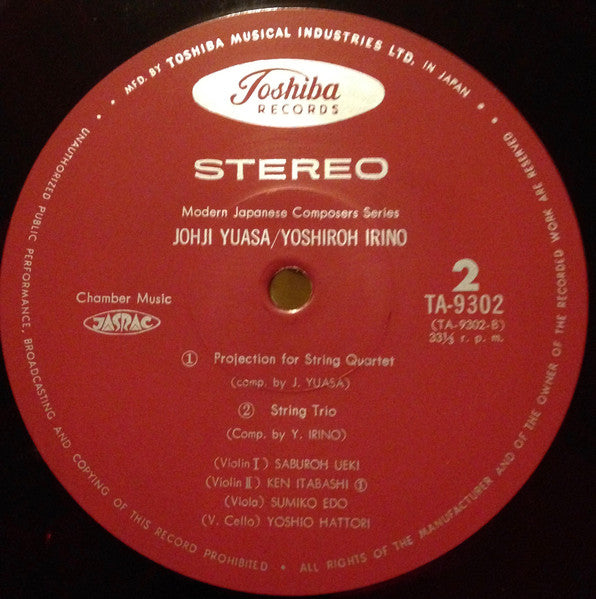 • MFD. BY TOSHIBA MUSICAL INDUSTRIES LTD. IN JAPAN •
Toshiba
RECORDS
STEREO
Modern Japanese Composers Series
JOHJI YUASA/YOSHIROH IRINO
2
TA-9302
(TA-9302-B)
33⅓ r. p. m.
Chamber Music
JASRAC
① Projection for String Quartet
(comp. by J. YUASA)
② String Trio
(Comp. by Y. IRINO)
(Violin Ⅰ) SABUROH UEKI
(Violin Ⅱ) KEN ITABASHI ①
(Viola) SUMIKO EDO
(V. Cello) YOSHIO HATTORI
• UNAUTHORIZED PUBLIC PERFORMANCE, BROADCASTING AND COPYING OF THIS RECORD PROHIBITED • ALL RIGHTS OF THE MANUFACTURER AND OF THE OWNER OF THE RECORDED WORK ARE RESERVED •